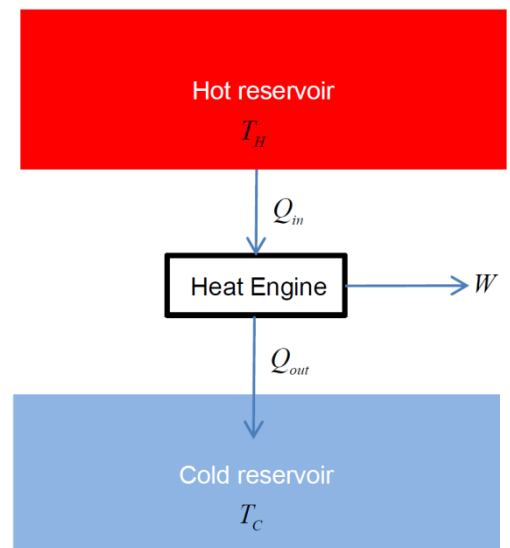 Hot reservoir
T_H
Q_in
Heat Engine
W
Q_out
Cold reservoir
T_C